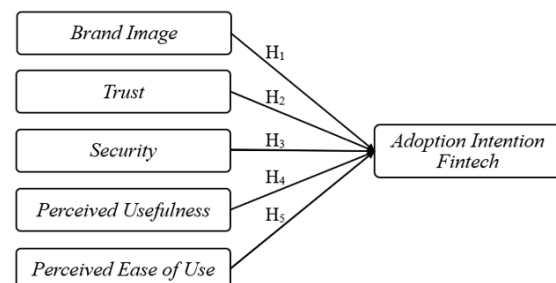 Brand Image
H₁
Trust
H₂
Security
H₃
Adoption Intention
Fintech
H₄
Perceived Usefulness
H₅
Perceived Ease of Use